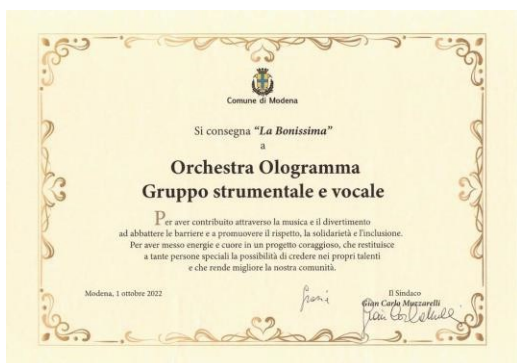 Comune di Modena
Si consegna "La Bonissima"
a
Orchestra Ologramma
Gruppo strumentale e vocale
Per aver contribuito attraverso la musica e il divertimento
ad abbattere le barriere e a promuovere il rispetto, la solidarietà e l'inclusione.
Per aver messo energie e cuore in un progetto coraggioso, che restituisce
a tante persone speciali la possibilità di credere nei propri talenti
e che rende migliore la nostra comunità.
Modena, 1 ottobre 2022
Il Sindaco
Gian Carlo Muzzarelli
Grazie